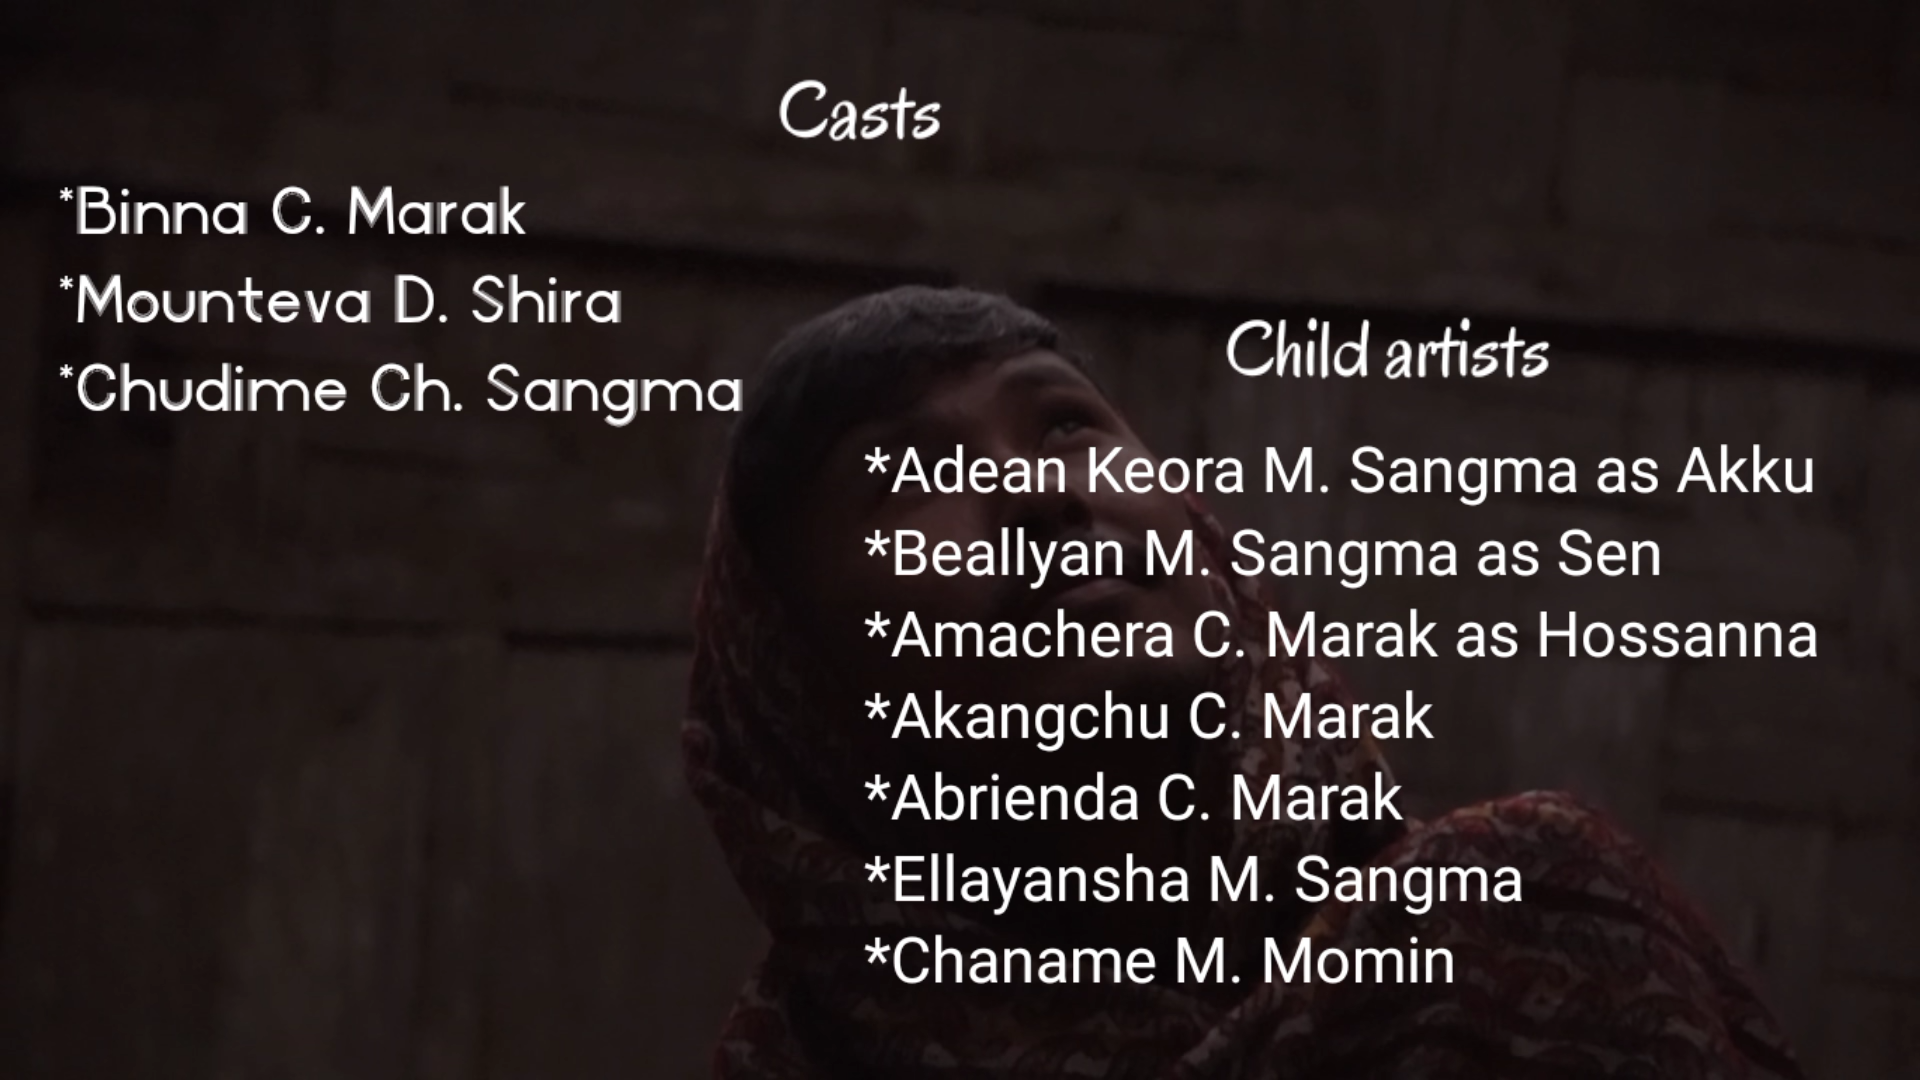 Casts
*Binna C. Marak
*Mounteva D. Shira
*Chudime Ch. Sangma
Child artists
*Adean Keora M. Sangma as Akku
*Beallyan M. Sangma as Sen
*Amachera C. Marak as Hossanna
*Akangchu C. Marak
*Abrienda C. Marak
*Ellayansha M. Sangma
*Chaname M. Momin